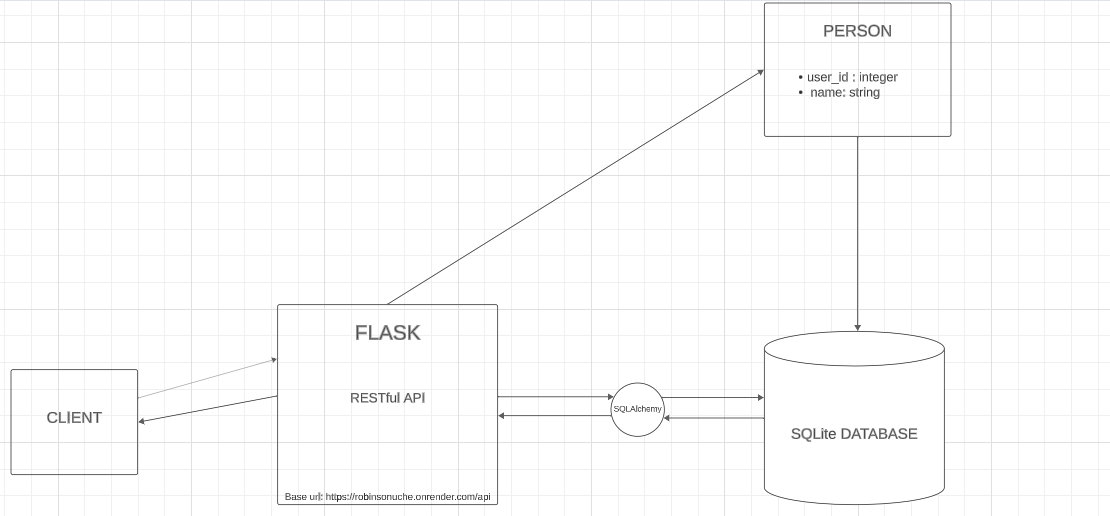 PERSON
• user_id : integer
• name: string
FLASK
RESTful API
CLIENT
SQLAlchemy
SQLite DATABASE
Base url: https://robinsonuche.onrender.com/api